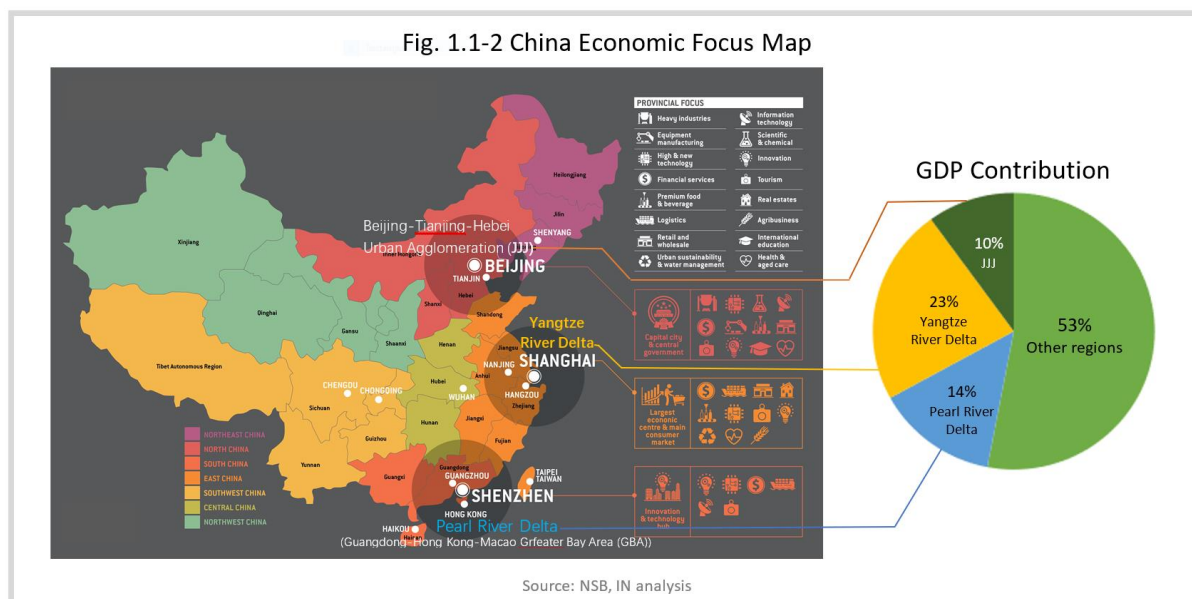 Fig. 1.1-2 China Economic Focus Map
PROVINCIAL FOCUS
Heavy industries
Information
technology
Equipment
manufacturing
Scientific
& chemical
High & new
technology
Innovation
Financial services
Tourism
Premium food
& beverage
Real estates
Logistics
Agribusiness
Retail and
wholesale
International
education
Urban sustainability
& water management
Health &
aged care
Heilongjiang
Jilin
SHENYANG
Beijing-Tianjing-Hebei
Urban Agglomeration (JJJ)
Inner Mongolia
BEIJING
TIANJIN
Hebei
Shanxi
Shandong
Xinjiang
Qinghai
Gansu
Shaanxi
Henan
Yangtze
River Delta
Jiangsu
SHANGHAI
NANJING
Anhui
HANGZOU
Zhejiang
Tibet Autonomous Region
CHENGDU
CHONGQING
Sichuan
Hubei
WUHAN
Hunan
Jiangxi
Guizhou
Fujian
Yunnan
Guangxi
Guangdong
GUANGZHOU
SHENZHEN
HONG KONG
TAIPEI
TAIWAN
HAIKOU
Hainan
Pearl River Delta
(Guangdong-Hong Kong-Macao Grfeater Bay Area (GBA))
NORTHEAST CHINA
NORTH CHINA
SOUTH CHINA
EAST CHINA
SOUTHWEST CHINA
CENTRAL CHINA
NORTHWEST CHINA
Capital city
& central
government
Largest
economic
centre & main
consumer
market
Innovation
& technology
hub
GDP Contribution
10%
JJJ
23%
Yangtze
River Delta
53%
Other regions
14%
Pearl River
Delta
Source: NSB, IN analysis